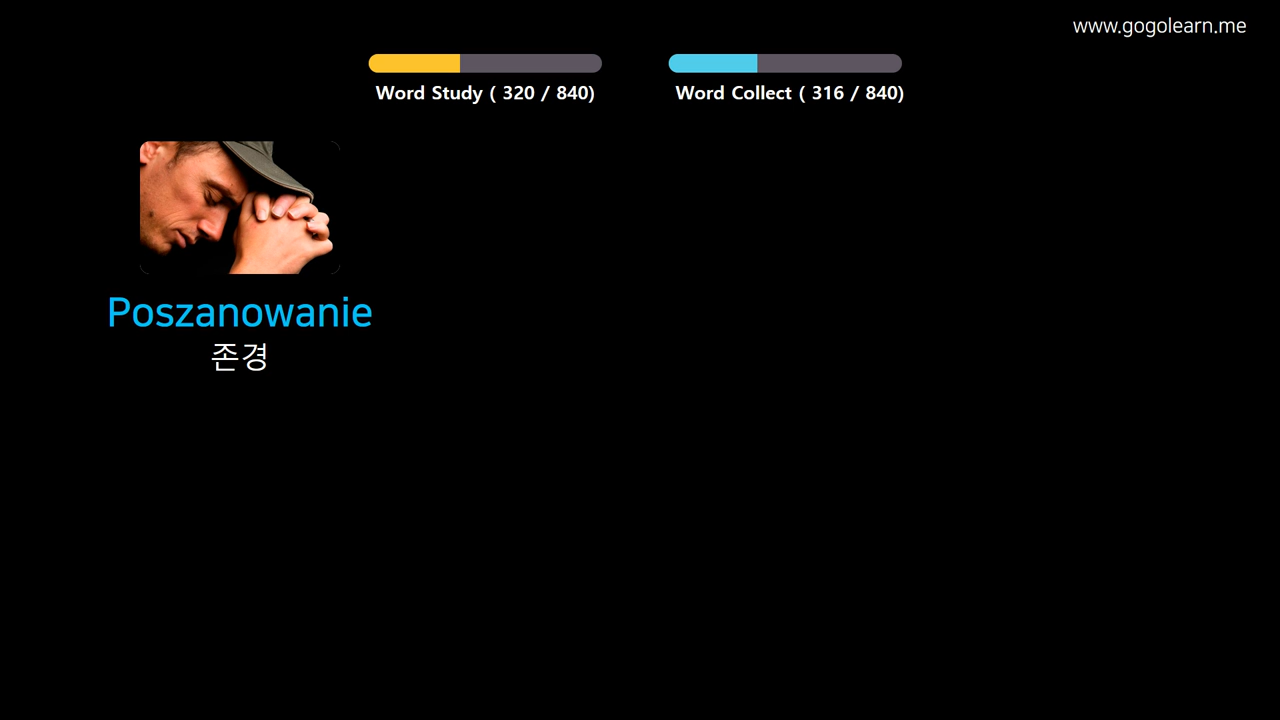 www.gogolearn.me
Word Study ( 320 / 840)
Word Collect ( 316 / 840)
Poszanowanie
존경